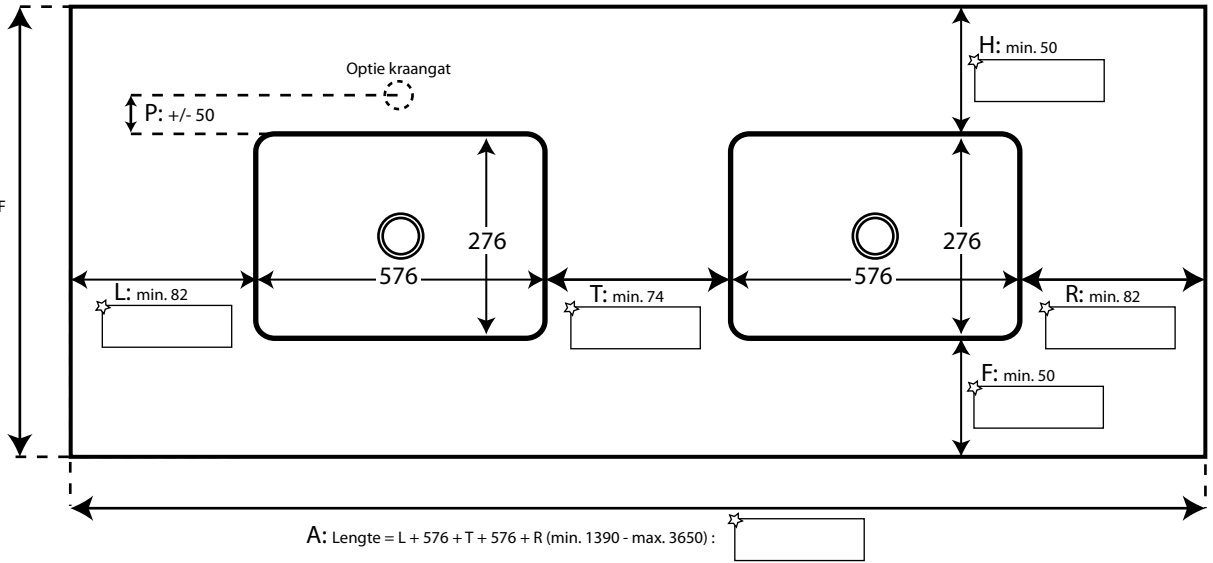 H: min. 50
Optie kraangat
P: +/- 50
F
276
276
576
576
L: min. 82
T: min. 74
R: min. 82
F: min. 50
A: Lengte = L + 576 + T + 576 + R (min. 1390 - max. 3650) :